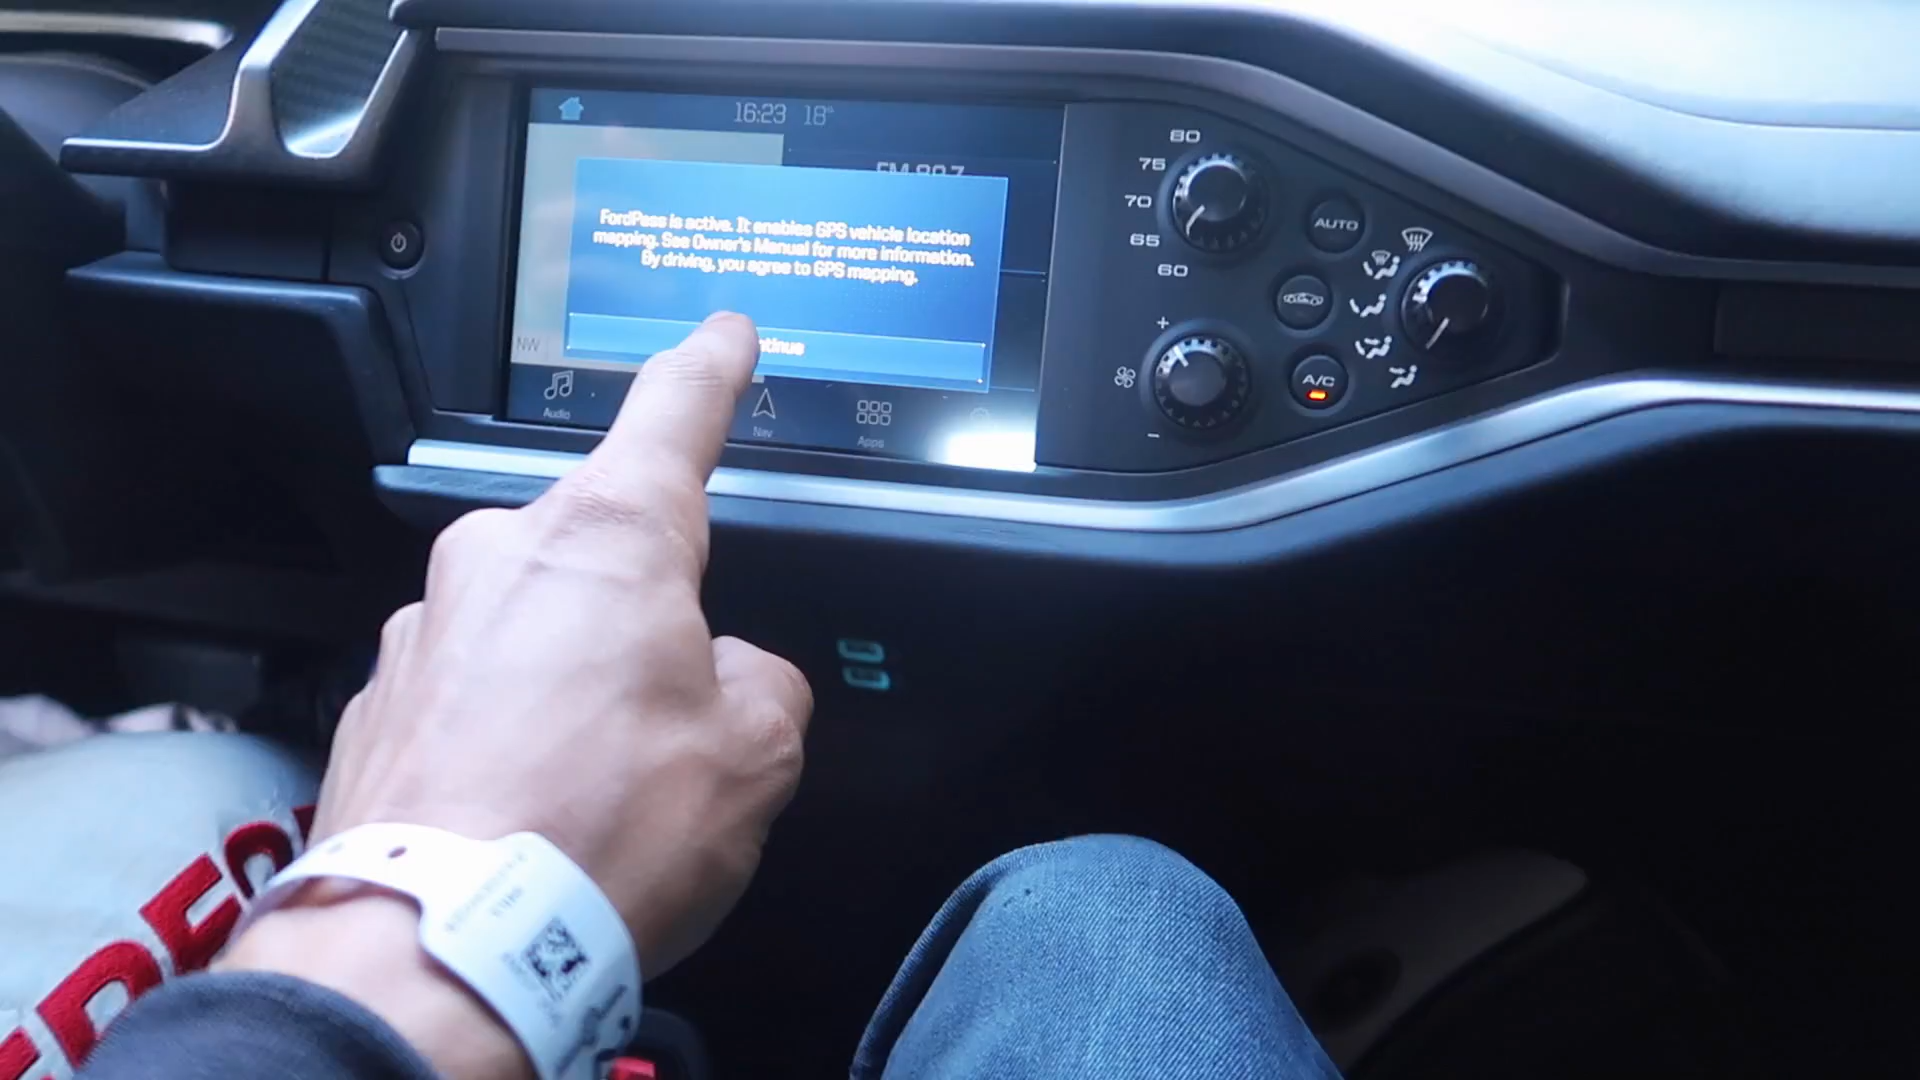 16:23 18°
FordPass is active. It enables GPS vehicle location
mapping. See Owner's Manual for more information.
By driving, you agree to GPS mapping.
NW
Audio
Nav
Apps
80
75
70
65
60
AUTO
+
A/C
-